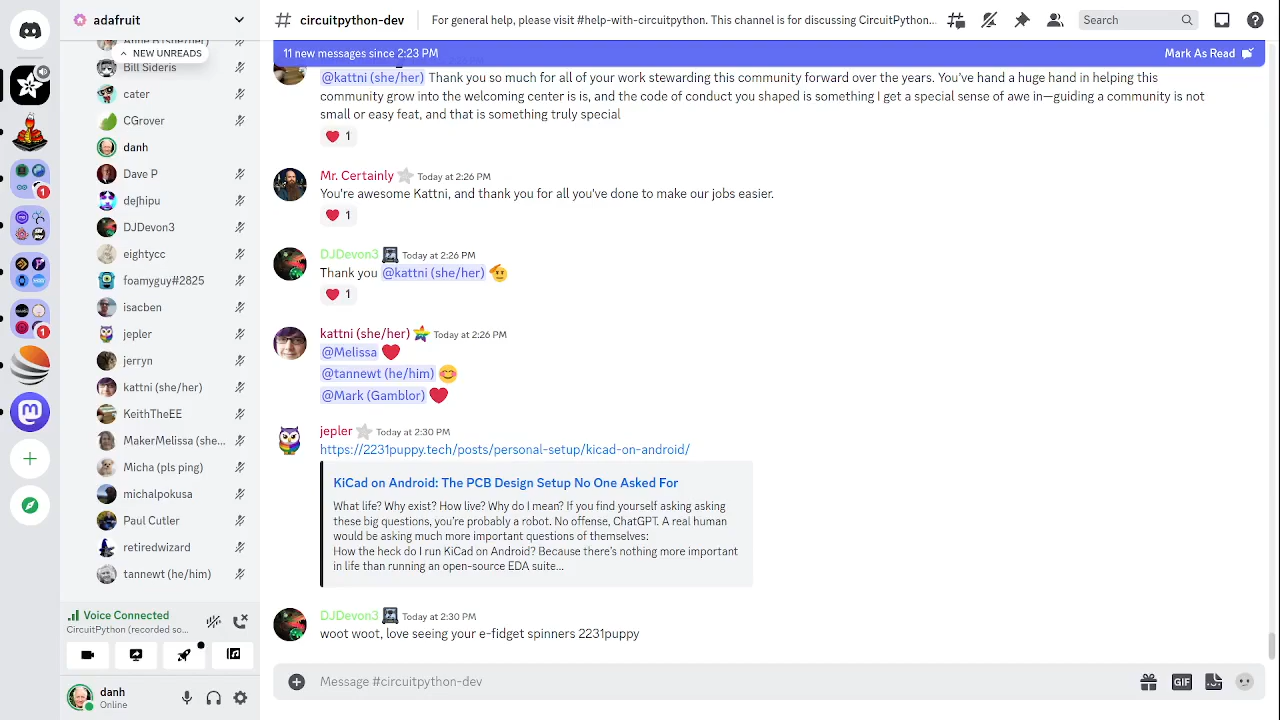 adafruit
NEW UNREADS
Bill Sideris
cater
CGrover
danh
Dave P
dejhipu
DJDevon3
eightycc
foamyguy#2825
isacben
jepler
jerryn
kattni (she/her)
KeithTheEE
MakerMelissa (she...
Micha (pls ping)
michalpokusa
Paul Cutler
retiredwizard
tannewt (he/him)
Voice Connected
CircuitPython (recorded so...
danh
Online
circuitpython-dev
For general help, please visit #help-with-circuitpython. This channel is for discussing CircuitPython...
Search
11 new messages since 2:23 PM
Mark As Read
@kattni (she/her) Thank you so much for all of your work stewarding this community forward over the years. You've hand a huge hand in helping this
community grow into the welcoming center is is, and the code of conduct you shaped is something I get a special sense of awe in—guiding a community is not
small or easy feat, and that is something truly special
1
Mr. Certainly Today at 2:26 PM
You're awesome Kattni, and thank you for all you've done to make our jobs easier.
1
DJDevon3 Today at 2:26 PM
Thank you @kattni (she/her)
1
kattni (she/her) Today at 2:26 PM
@Melissa
@tannewt (he/him)
@Mark (Gamblor)
jepler Today at 2:30 PM
https://2231puppy.tech/posts/personal-setup/kicad-on-android/
KiCad on Android: The PCB Design Setup No One Asked For
What life? Why exist? How live? Why do I mean? If you find yourself asking asking
these big questions, you're probably a robot. No offense, ChatGPT. A real human
would be asking much more important questions of themselves:
How the heck do I run KiCad on Android? Because there's nothing more important
in life than running an open-source EDA suite...
DJDevon3 Today at 2:30 PM
woot woot, love seeing your e-fidget spinners 2231puppy
Message #circuitpython-dev
GIF